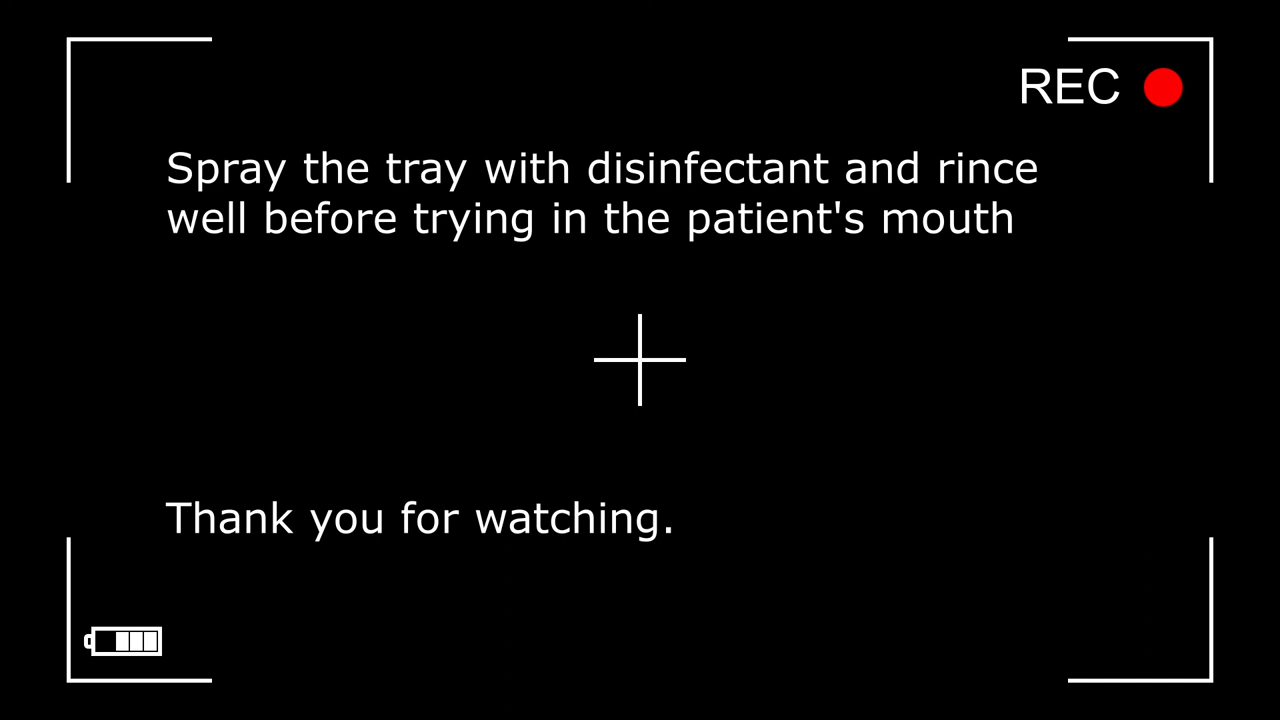 REC
Spray the tray with disinfectant and rince
well before trying in the patient's mouth
Thank you for watching.